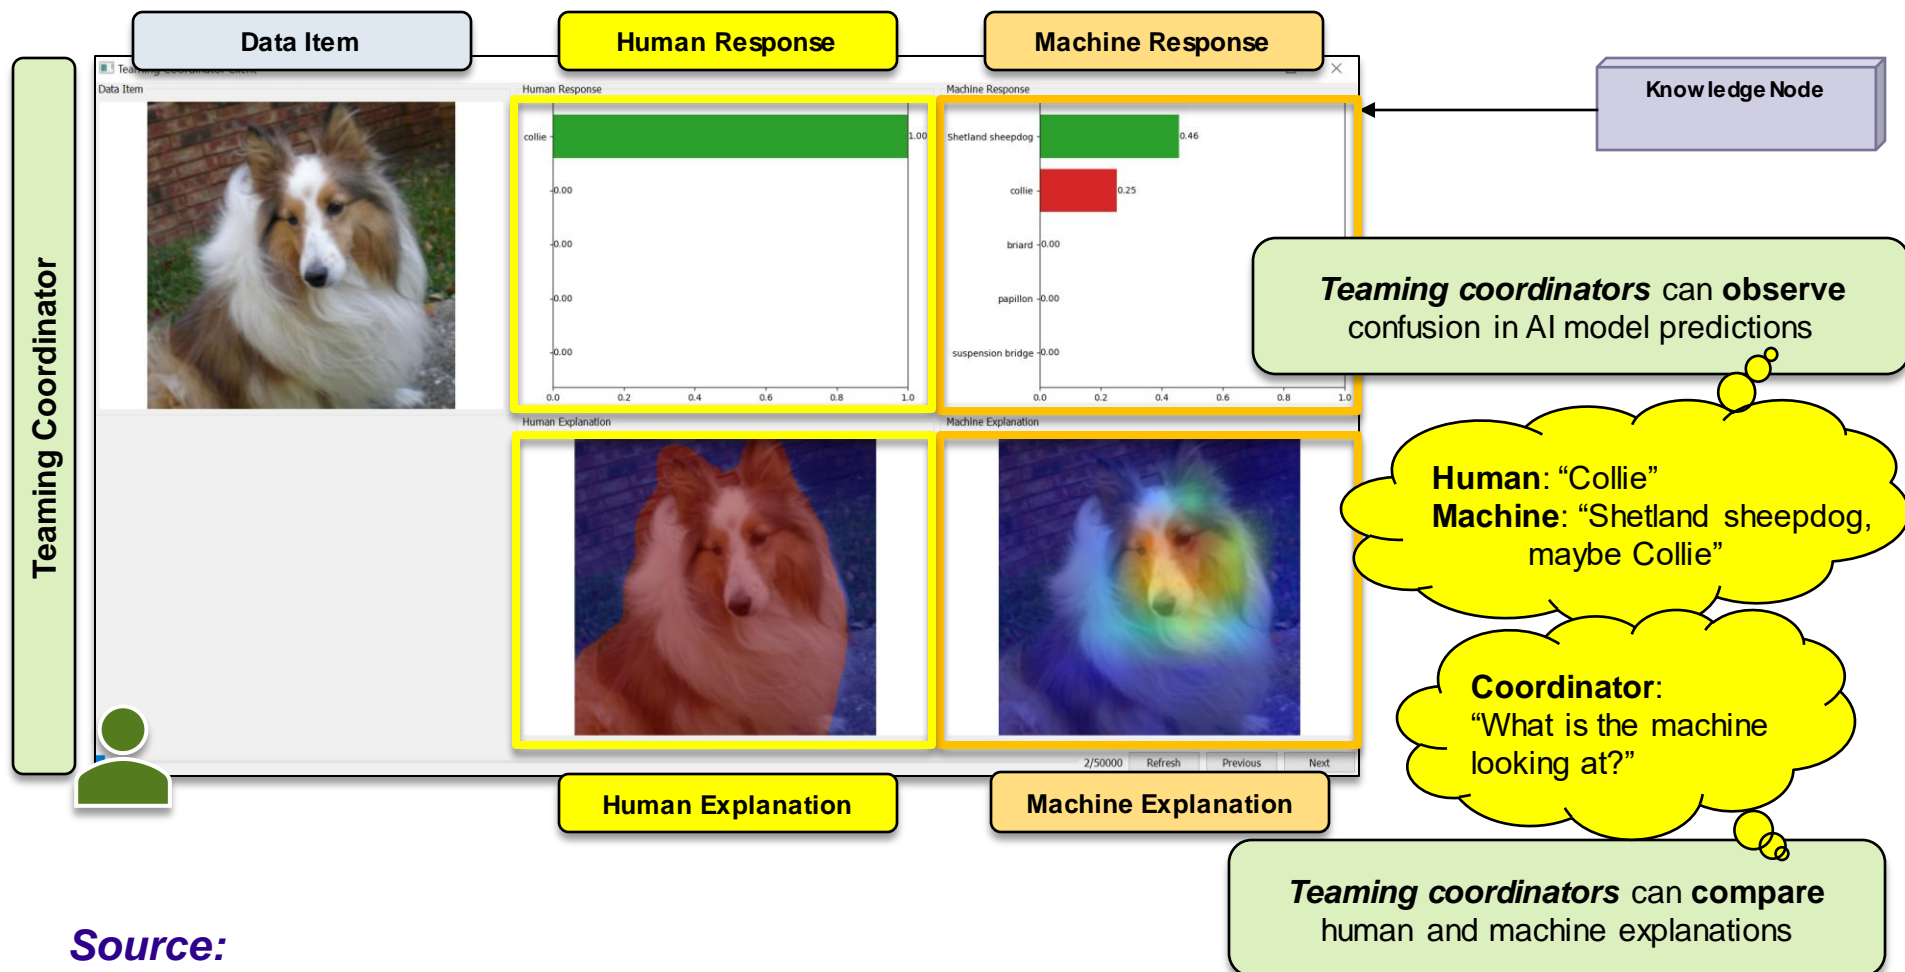 Data Item
Human Response
Machine Response
Teaming Coordinator
Teaming Coordinator Client
Data Item
Human Response
Machine Response
Knowledge Node
collie
1.00
0.00
0.00
0.00
0.00
0.0 0.2 0.4 0.6 0.8 1.0
Shetland sheepdog
0.46
collie
0.25
briard
0.00
papillon
0.00
suspension bridge
0.00
0.0 0.2 0.4 0.6 0.8 1.0
Teaming coordinators can observe
confusion in AI model predictions
Human Explanation
Machine Explanation
Human: “Collie”
Machine: “Shetland sheepdog,
maybe Collie”
Coordinator:
“What is the machine
looking at?”
2/50000 Refresh Previous Next
Human Explanation
Machine Explanation
Teaming coordinators can compare
human and machine explanations
Source: